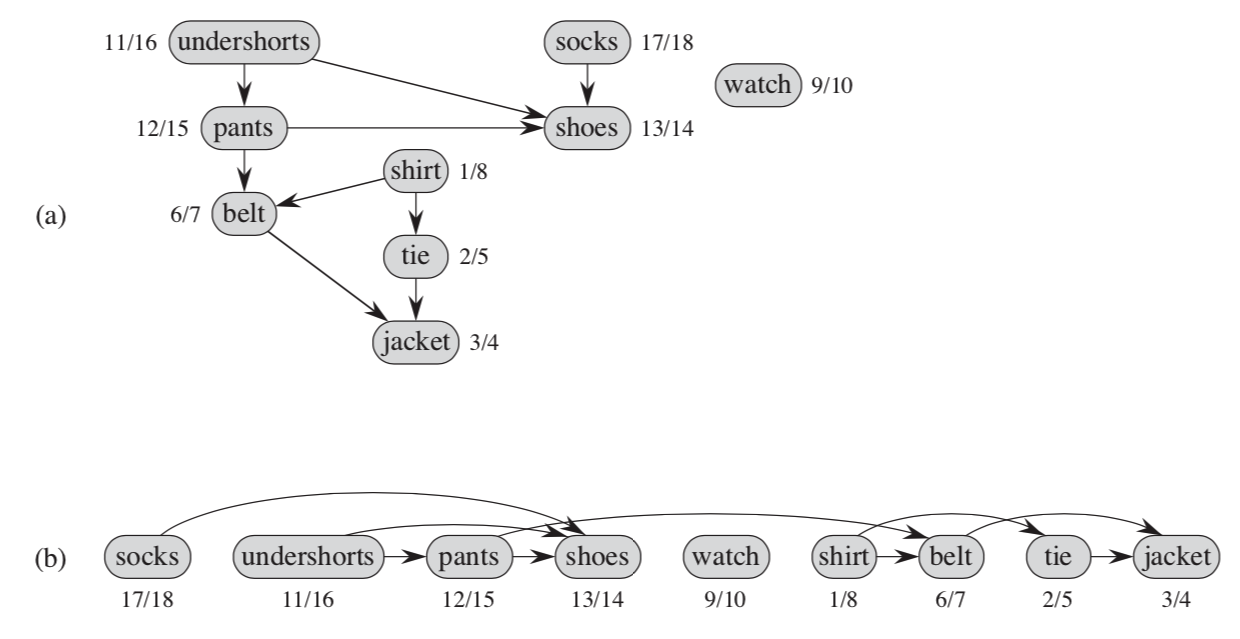 11/16 undershorts socks 17/18
watch 9/10
12/15 pants shoes 13/14
shirt 1/8
(a) 6/7 belt
tie 2/5
jacket 3/4
(b) socks undershorts pants shoes watch shirt belt tie jacket
17/18 11/16 12/15 13/14 9/10 1/8 6/7 2/5 3/4